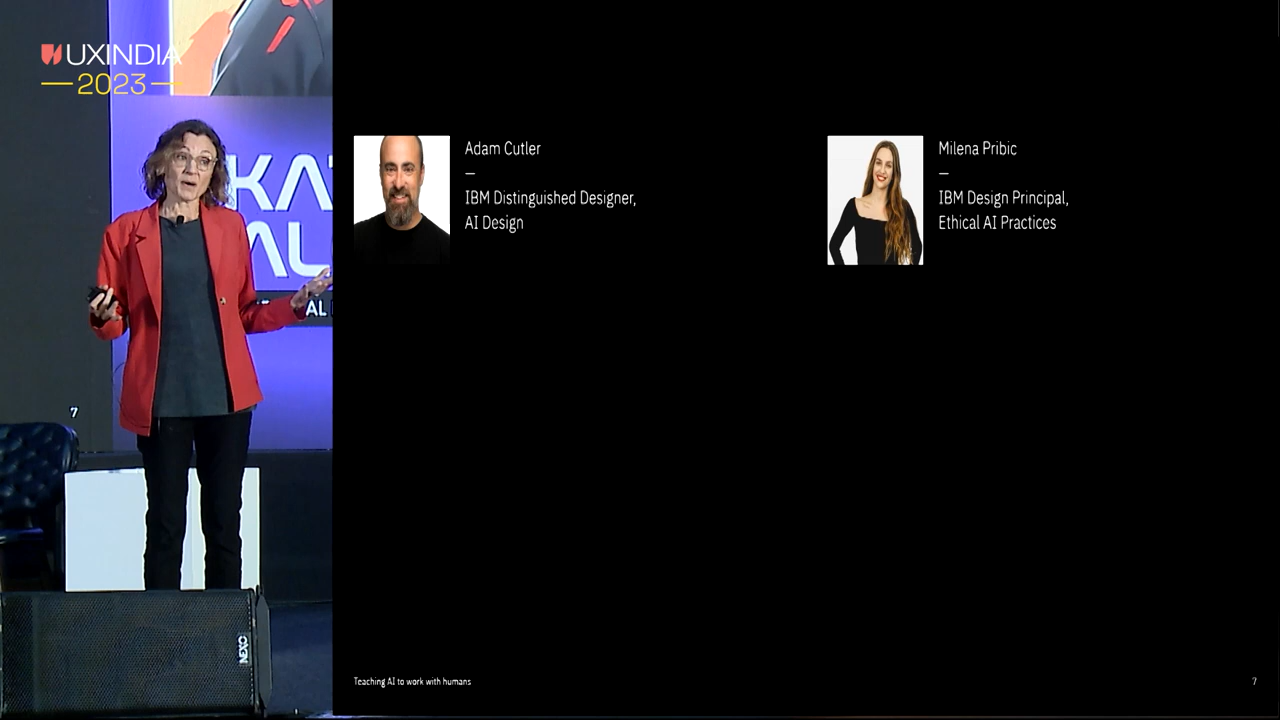 UXINDIA
2023
7
Adam Cutler
—
IBM Distinguished Designer,
AI Design
Milena Pribic
—
IBM Design Principal,
Ethical AI Practices
NEXO
Teaching AI to work with humans
7